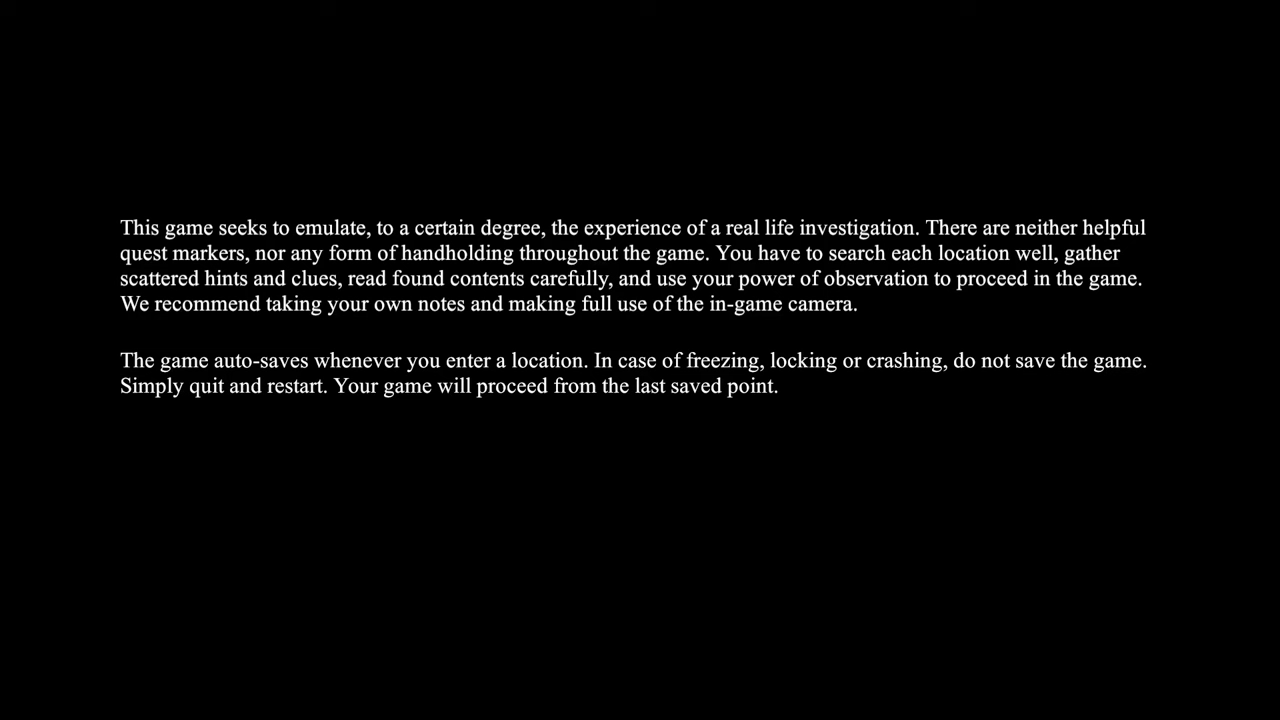 This game seeks to emulate, to a certain degree, the experience of a real life investigation. There are neither helpful
quest markers, nor any form of handholding throughout the game. You have to search each location well, gather
scattered hints and clues, read found contents carefully, and use your power of observation to proceed in the game.
We recommend taking your own notes and making full use of the in-game camera.
The game auto-saves whenever you enter a location. In case of freezing, locking or crashing, do not save the game.
Simply quit and restart. Your game will proceed from the last saved point.